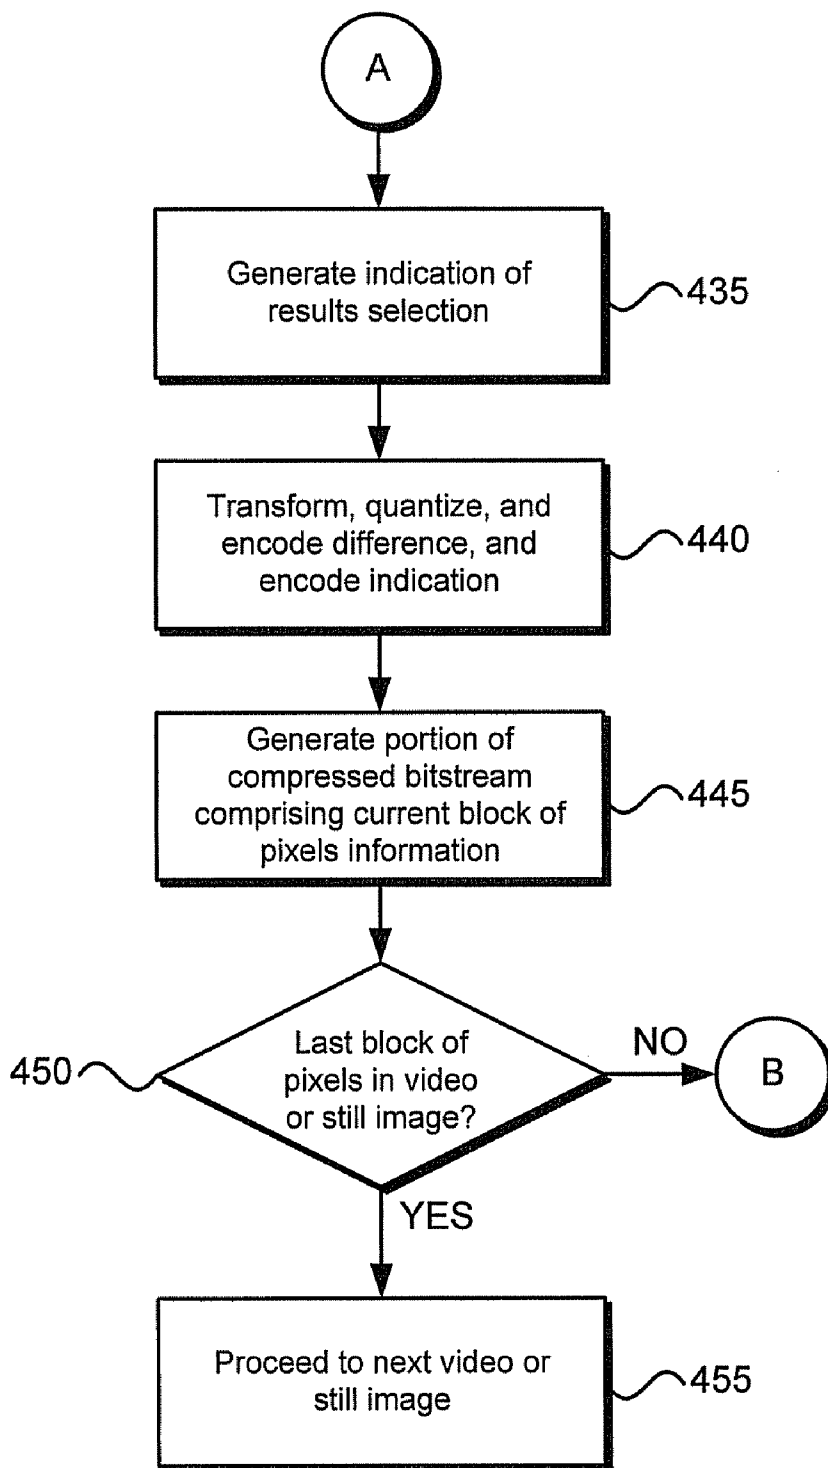 A
Generate indication of
results selection
435
Transform, quantize, and
encode difference, and
encode indication
440
Generate portion of
compressed bitstream
comprising current block of
pixels information
445
450
Last block of
pixels in video
or still image?
NO
B
YES
Proceed to next video or
still image
455